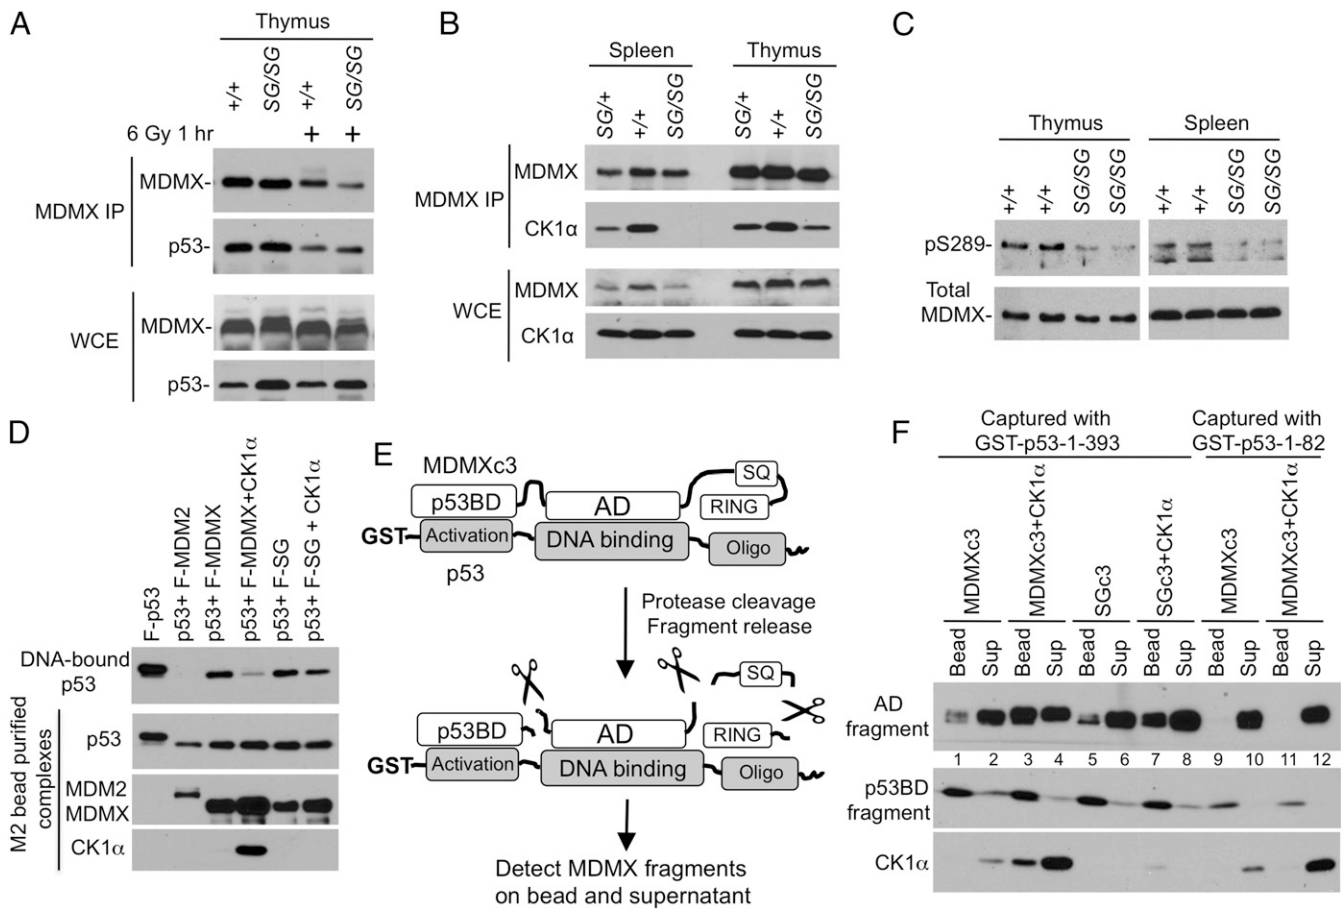 A
Thymus
+/+ SG/SG +/+ SG/SG
6 Gy 1 hr + +
MDMX IP
MDMX-
p53-
WCE
MDMX-
p53-
B
Spleen Thymus
SG/+ +/+ SG/SG SG/+ +/+ SG/SG
MDMX IP
MDMX
CK1α
WCE
MDMX
CK1α
C
Thymus Spleen
+/+ +/+ SG/SG SG/SG +/+ +/+ SG/SG SG/SG
pS289-
Total
MDMX-
D
F-p53
p53+ F-MDM2
p53+ F-MDMX
p53+ F-MDMX+CK1α
p53+ F-SG
p53+ F-SG + CK1α
DNA-bound
p53
M2 bead purified
complexes
p53
MDM2
MDMX
CK1α
E
MDMXc3
p53BD AD SQ
RING
GST Activation DNA binding Oligo
p53
Protease cleavage
Fragment release
SQ
p53BD AD RING
GST Activation DNA binding Oligo
Detect MDMX fragments
on bead and supernatant
F
Captured with
GST-p53-1-393
Captured with
GST-p53-1-82
MDMXc3
MDMXc3+CK1α
SGc3
SGc3+CK1α
MDMXc3
MDMXc3+CK1α
Bead Sup Bead Sup Bead Sup Bead Sup Bead Sup Bead Sup
AD
fragment
1 2 3 4 5 6 7 8 9 10 11 12
p53BD
fragment
CK1α